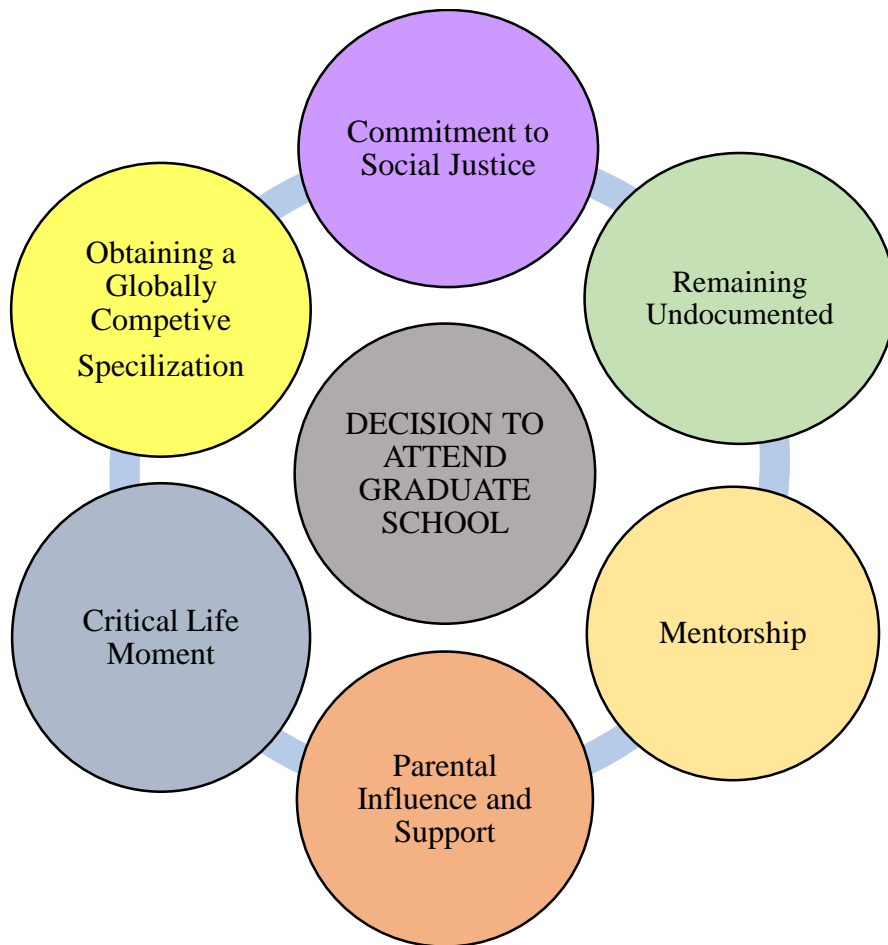 Commitment to
Social Justice
Remaining
Undocumented
Mentorship
Parental
Influence and
Support
Critical Life
Moment
Obtaining a
Globally
Competive
Specilization
DECISION TO
ATTEND
GRADUATE
SCHOOL